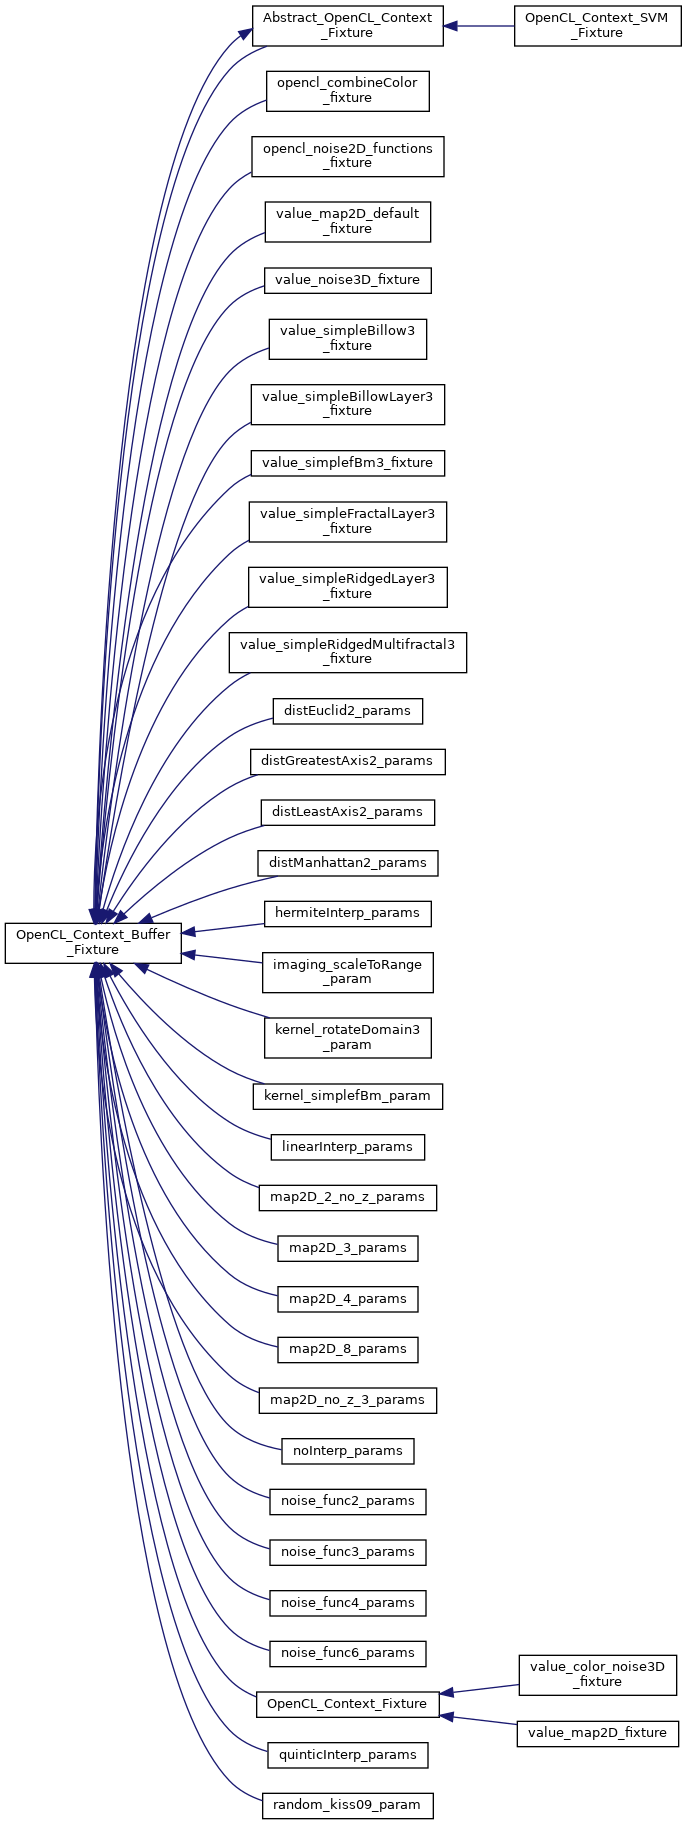 Abstract_OpenCL_Context
_Fixture
OpenCL_Context_SVM
_Fixture
opencl_combineColor
_fixture
opencl_noise2D_functions
_fixture
value_map2D_default
_fixture
value_noise3D_fixture
value_simpleBillow3
_fixture
value_simpleBillowLayer3
_fixture
value_simplefBm3_fixture
value_simpleFractalLayer3
_fixture
value_simpleRidgedLayer3
_fixture
value_simpleRidgedMultifractal3
_fixture
distEuclid2_params
distGreatestAxis2_params
distLeastAxis2_params
distManhattan2_params
hermiteInterp_params
OpenCL_Context_Buffer
_Fixture
imaging_scaleToRange
_param
kernel_rotateDomain3
_param
kernel_simplefBm_param
linearInterp_params
map2D_2_no_z_params
map2D_3_params
map2D_4_params
map2D_8_params
map2D_no_z_3_params
noInterp_params
noise_func2_params
noise_func3_params
noise_func4_params
noise_func6_params
value_color_noise3D
_fixture
OpenCL_Context_Fixture
value_map2D_fixture
quinticInterp_params
random_kiss09_param